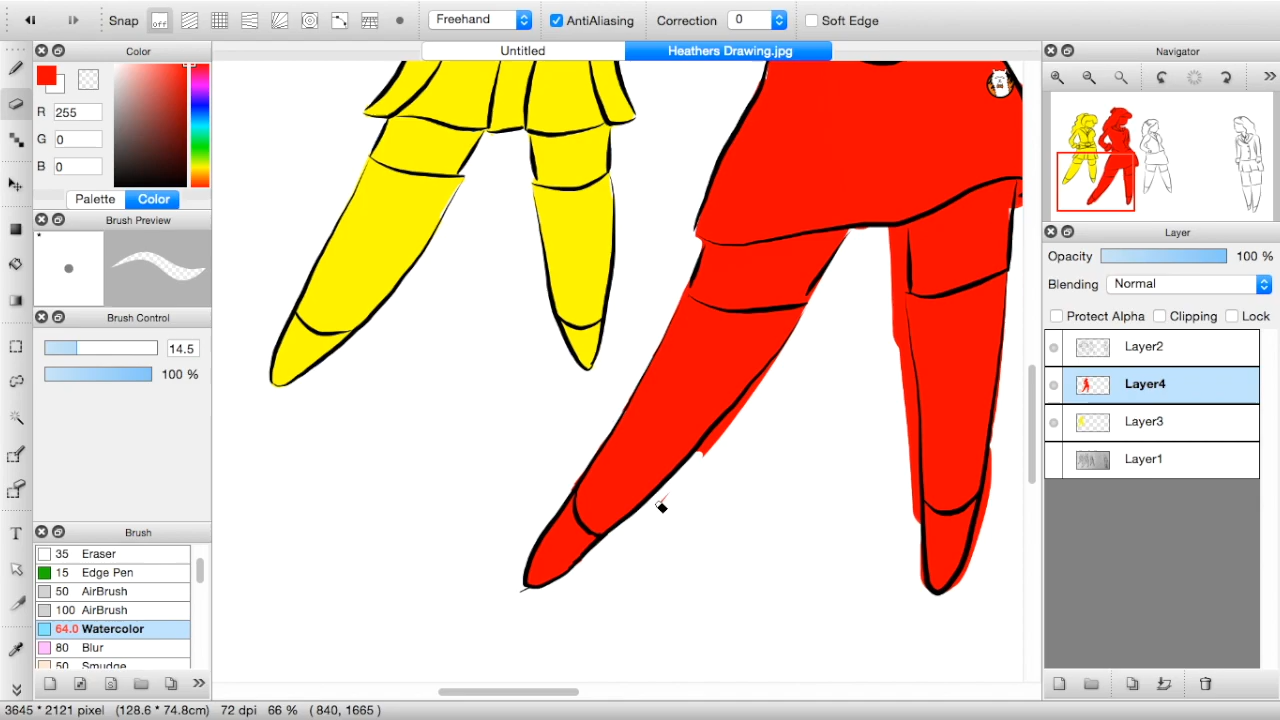 Snap off Freehand AntiAliasing Correction 0 Soft Edge
Untitled Heathers Drawing.jpg
Color
R 255
G 0
B 0
Palette Color
Brush Preview
*
Brush Control
14.5
100 %
Brush
35 Eraser
15 Edge Pen
50 AirBrush
100 AirBrush
64.0 Watercolor
80 Blur
50 Smudge
T
Navigator
Layer
Opacity 100 %
Blending Normal
Protect Alpha Clipping Lock
Layer2
Layer4
Layer3
Layer1
3645 * 2121 pixel (128.6 * 74.8cm) 72 dpi 66 % ( 840, 1665 )